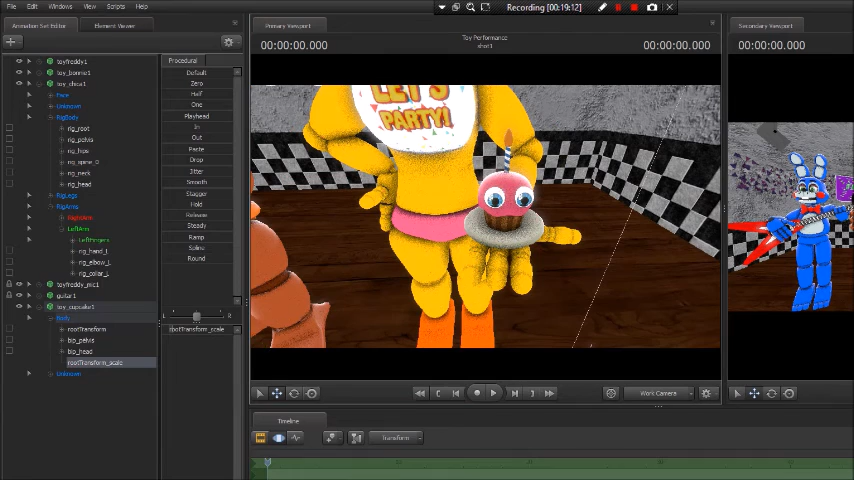 File Edit Windows View Scripts Help
Recording [00:19:12]
Animation Set Editor Element Viewer
Primary Viewport
Secondary Viewport
00:00:00.000
Toy Performance
shot1
00:00:00.000
toyfreddy1
toy_bonnie1
toy_chica1
Face
Unknown
RigBody
rig_root
rig_pelvis
rig_hips
rig_spine_0
rig_neck
rig_head
RigLegs
RigArms
RightArm
LeftArm
LeftFingers
rig_hand_L
rig_elbow_L
rig_collar_L
toyfreddy_mic1
guitar1
toy_cupcake1
Body
rootTransform
bip_pelvis
bip_head
rootTransform_scale
Unknown
Procedural
Default
Zero
Half
One
Playhead
In
Out
Paste
Drop
Jitter
Smooth
Stagger
Hold
Release
Steady
Ramp
Spline
Round
L R
rootTransform_scale
LET'S
PARTY!
Work Camera
Timeline
Transform